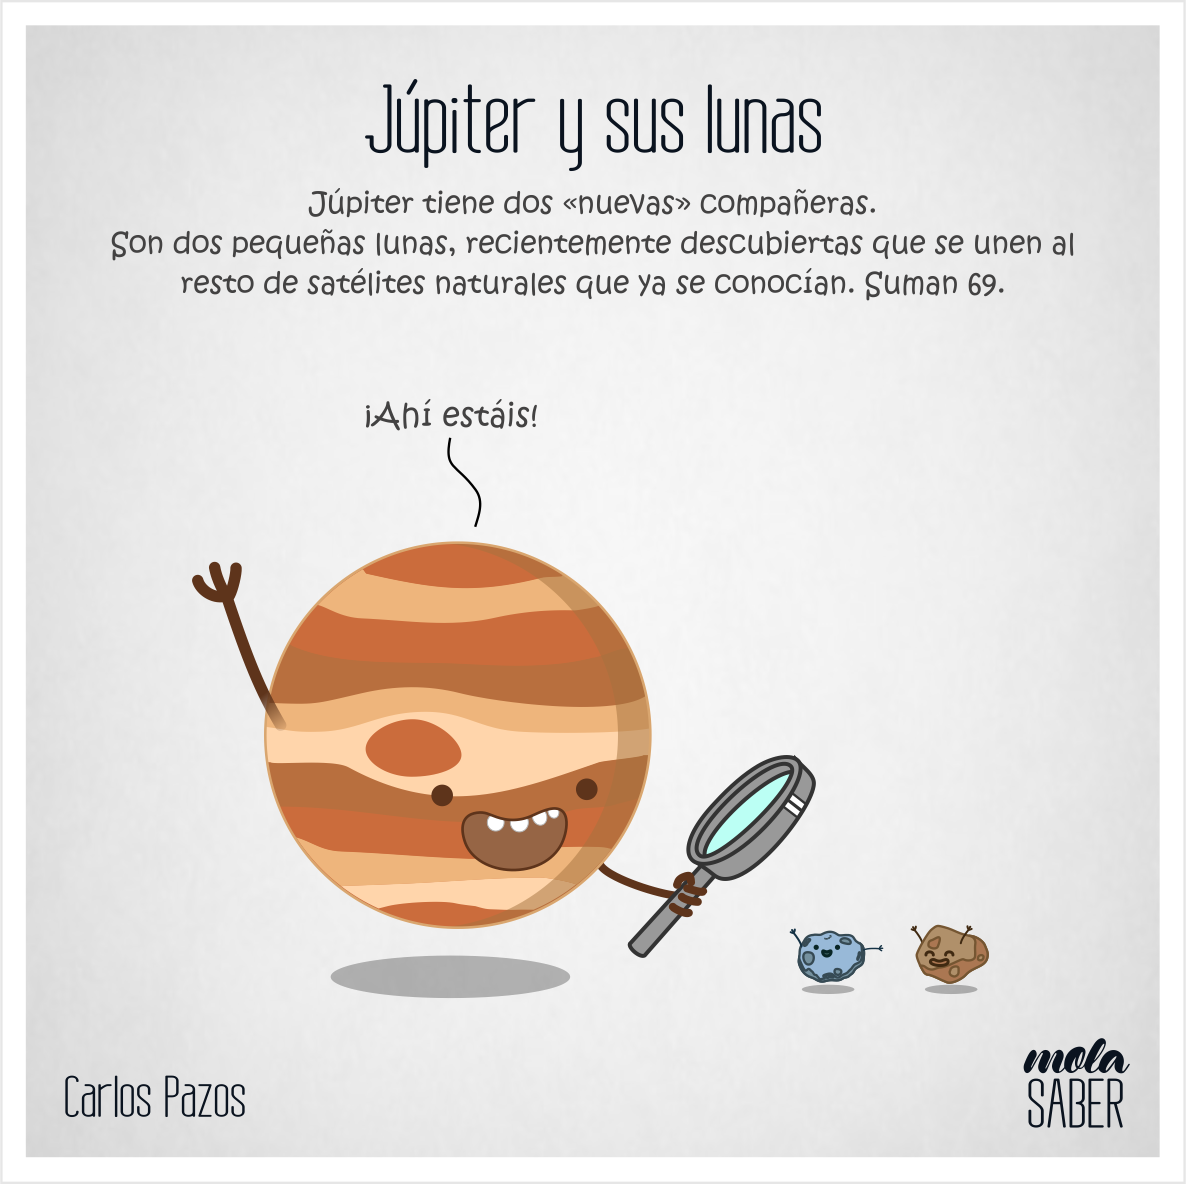 Júpiter y sus lunas
Júpiter tiene dos «nuevas» compañeras.
Son dos pequeñas lunas, recientemente descubiertas que se unen al
resto de satélites naturales que ya se conocían. Suman 69.
¡Ahí estáis!
Carlos Pazos
mola
SABER